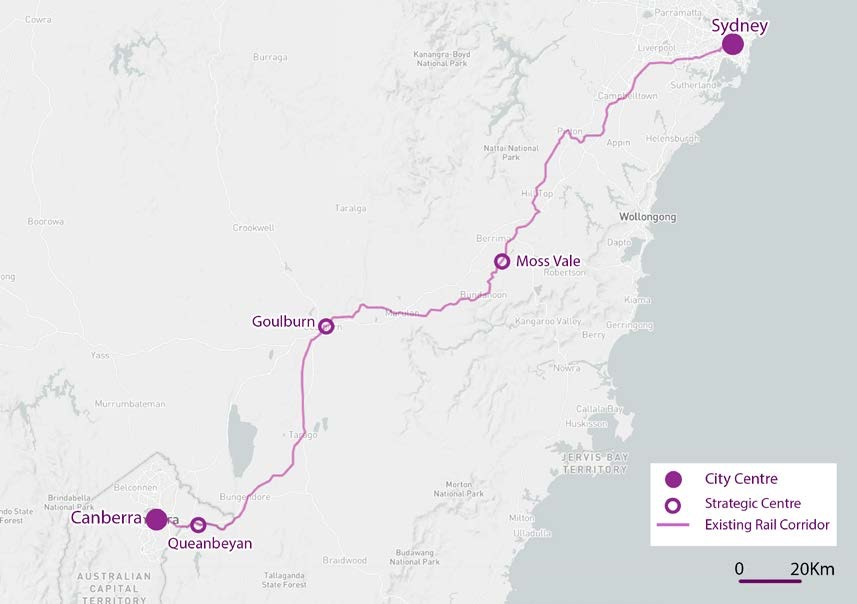 Cowra
Parramatta
Sydney
Burraga
Kanangra-Boyd
National Park
Liverpool
Sutherland
Campbelltown
Picton
Helensburgh
Appin
Nattai National
Park
Hill Top
Taralga
Boorowa
Crookwell
Wollongong
Berrima
Dapto
Moss Vale
Robertson
Bundanoon
Kiama
Goulburn
Marulan
Kangaroo Valley
Gerringong
Berry
Yass
Nowra
Murrumbateman
Callala Bay
Huskisson
Tarago
JERVIS BAY
TERRITORY
Belconnen
Morton
National Park
Brindabella
National Park
Bungendore
Canberra
Queanbeyan
Milton
Ulladulla
Braidwood
Budawang
National Park
Tallaganda
State Forest
AUSTRALIAN
CAPITAL
TERRITORY
City Centre
Strategic Centre
Existing Rail Corridor
0 20Km